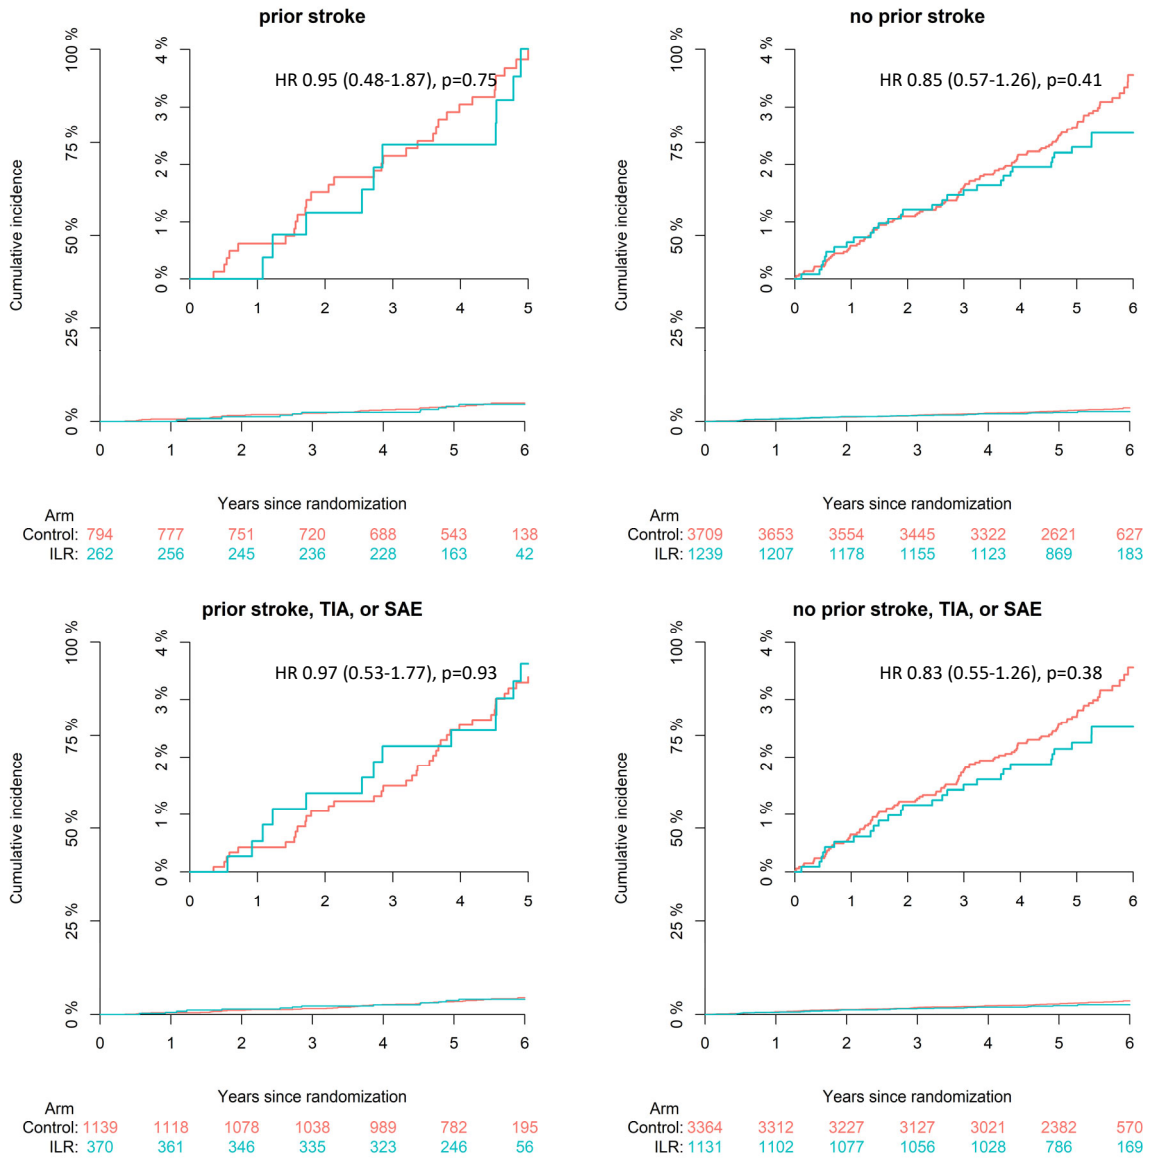 prior stroke
100 %
75 %
50 %
25 %
0 %
Cumulative incidence
4 %
3 %
2 %
1 %
0 %
HR 0.95 (0.48-1.87), p=0.75
0 1 2 3 4 5
0 1 2 3 4 5 6
Years since randomization
Arm
Control: 794 777 751 720 688 543 138
ILR: 262 256 245 236 228 163 42
no prior stroke
100 %
75 %
50 %
25 %
0 %
Cumulative incidence
4 %
3 %
2 %
1 %
0 %
HR 0.85 (0.57-1.26), p=0.41
0 1 2 3 4 5 6
0 1 2 3 4 5 6
Years since randomization
Arm
Control: 3709 3653 3554 3445 3322 2621 627
ILR: 1239 1207 1178 1155 1123 869 183
prior stroke, TIA, or SAE
100 %
75 %
50 %
25 %
0 %
Cumulative incidence
4 %
3 %
2 %
1 %
0 %
HR 0.97 (0.53-1.77), p=0.93
0 1 2 3 4 5
0 1 2 3 4 5 6
Years since randomization
Arm
Control: 1139 1118 1078 1038 989 782 195
ILR: 370 361 346 335 323 246 56
no prior stroke, TIA, or SAE
100 %
75 %
50 %
25 %
0 %
Cumulative incidence
4 %
3 %
2 %
1 %
0 %
HR 0.83 (0.55-1.26), p=0.38
0 1 2 3 4 5 6
0 1 2 3 4 5 6
Years since randomization
Arm
Control: 3364 3312 3227 3127 3021 2382 570
ILR: 1131 1102 1077 1056 1028 786 169